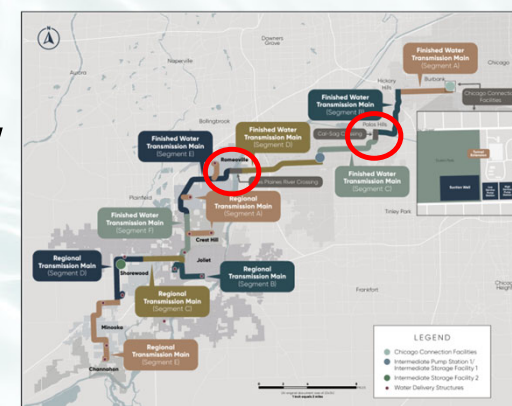 N
Downers
Grove
Naperville
Aurora
Chicago
Finished Water
Transmission Main
(Segment A)
Hickory
Hills
Burbank
Chicago Connection
Facilities
Finished Water
Transmission Main
(Segment B)
Bolingbrook
Palos Hills
Finished Water
Transmission Main
(Segment D)
Cal-Sag Crossing
Finished Water
Transmission Main
(Segment E)
Romeoville
Plaines River Crossing
Finished Water
Transmission Main
(Segment C)
Plainfield
Regional
Transmission Main
(Segment A)
Finished Water
Transmission Main
(Segment F)
Tinley Park
Crest Hill
Joliet
Regional
Transmission Main
(Segment D)
Shorewood
Regional
Transmission Main
(Segment B)
Frankfort
Chicago
Heights
Regional
Transmission Main
(Segment C)
Minooka
Regional
Transmission Main
(Segment E)
Channahon
LEGEND
Chicago Connection Facilities
Intermediate Pump Station 1/
Intermediate Storage Facility 1
Intermediate Storage Facility 2
Water Delivery Structures